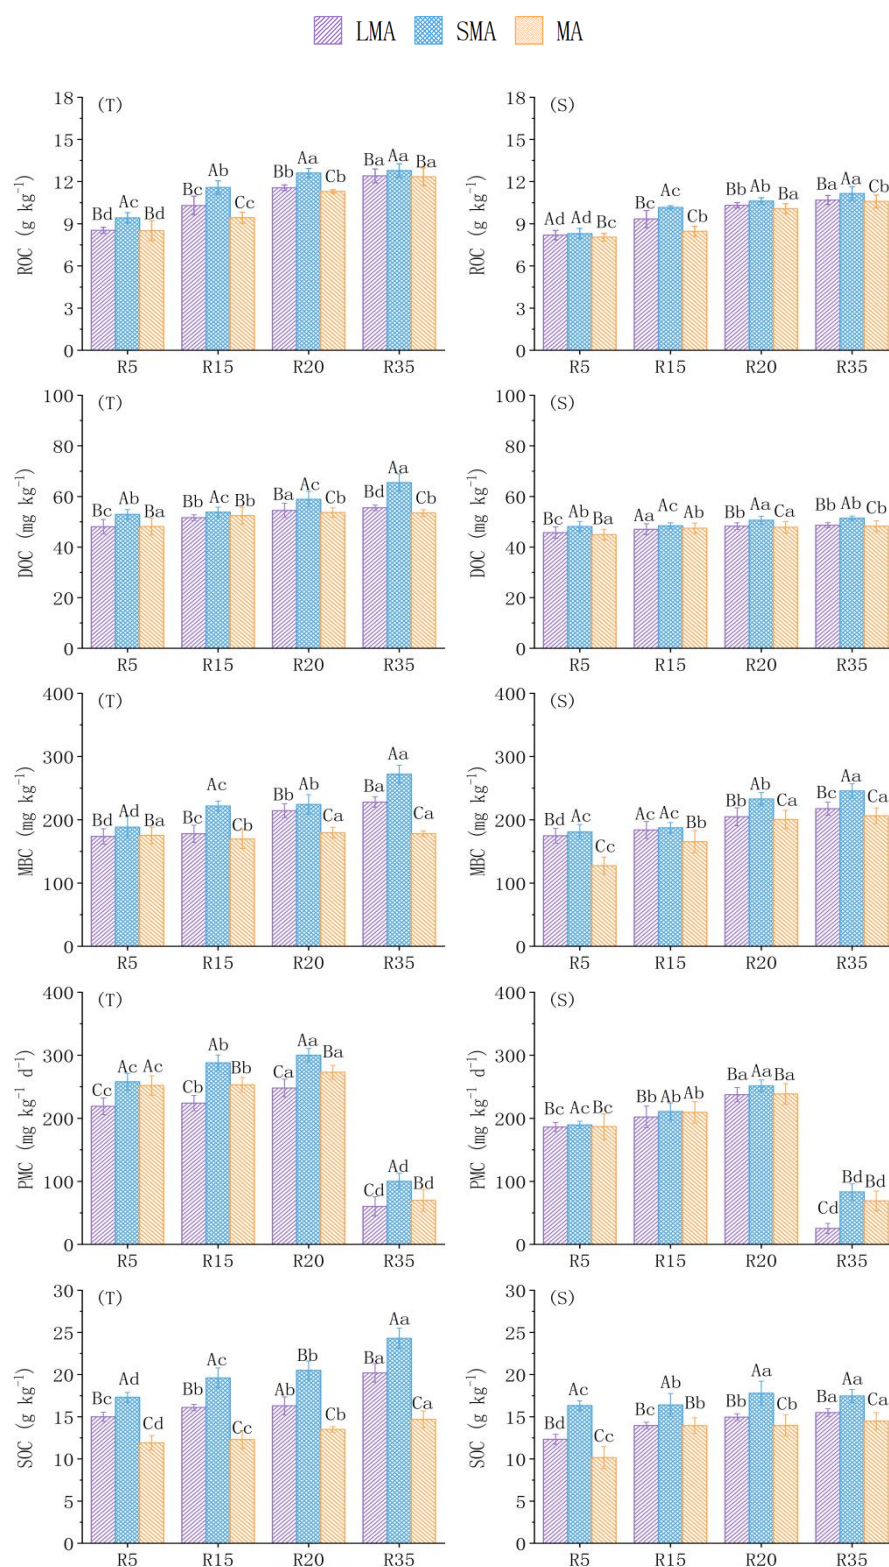 LMA SMA MA
(T)
ROC (g kg⁻¹)
18
15
12
9
6
3
0
Bd Ac Bd Bc Ab Cc Bb Aa Cb Ba Aa Ba
R5 R15 R20 R35
(S)
ROC (g kg⁻¹)
18
15
12
9
6
3
0
Ad Ad Bc Bc Ac Cb Bb Ab Ba Ba Aa Cb
R5 R15 R20 R35
(T)
DOC (mg kg⁻¹)
100
80
60
40
20
0
Bc Ab Ba Bb Ac Bb Ba Ac Cb Bd Aa Cb
R5 R15 R20 R35
(S)
DOC (mg kg⁻¹)
100
80
60
40
20
0
Bc Ab Ba Aa Ac Ab Bb Aa Ca Bb Ab Cb
R5 R15 R20 R35
(T)
MBC (mg kg⁻¹)
400
300
200
100
0
Bd Ad Ba Bc Ac Cb Bb Ab Ca Ba Aa Ca
R5 R15 R20 R35
(S)
MBC (mg kg⁻¹)
400
300
200
100
0
Bd Ac Cc Ac Ac Bb Bb Ab Ca Bc Aa Ca
R5 R15 R20 R35
(T)
PMC (mg kg⁻¹ d⁻¹)
400
300
200
100
0
Cc Ac Ac Cb Ab Bb Ca Aa Ba Cd Ad Bd
R5 R15 R20 R35
(S)
PMC (mg kg⁻¹ d⁻¹)
400
300
200
100
0
Bc Ac Bc Bb Ab Ab Ba Aa Ba Cd Bd Bd
R5 R15 R20 R35
(T)
SOC (g kg⁻¹)
30
25
20
15
10
5
0
Bc Ad Cd Bb Ac Cc Ab Bb Cb Ba Aa Ca
R5 R15 R20 R35
(S)
SOC (g kg⁻¹)
30
25
20
15
10
5
0
Bd Ac Cc Bc Ab Bb Bb Aa Cb Ba Aa Ca
R5 R15 R20 R35